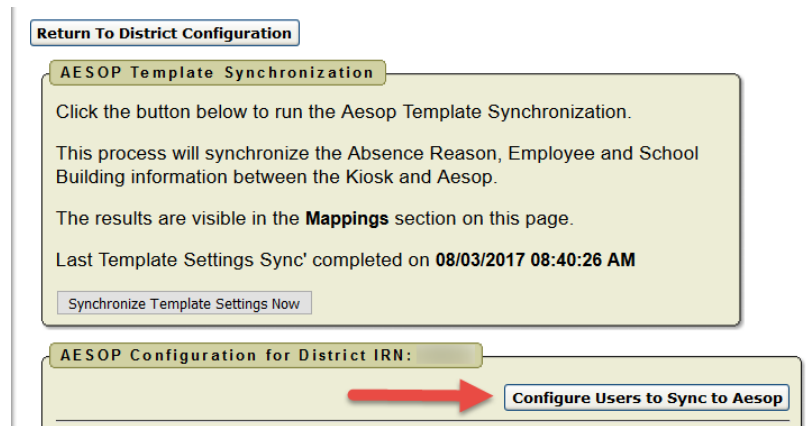 Return To District Configuration
AESOP Template Synchronization
Click the button below to run the Aesop Template Synchronization.
This process will synchronize the Absence Reason, Employee and School
Building information between the Kiosk and Aesop.
The results are visible in the Mappings section on this page.
Last Template Settings Sync' completed on 08/03/2017 08:40:26 AM
Synchronize Template Settings Now
AESOP Configuration for District IRN:
Configure Users to Sync to Aesop